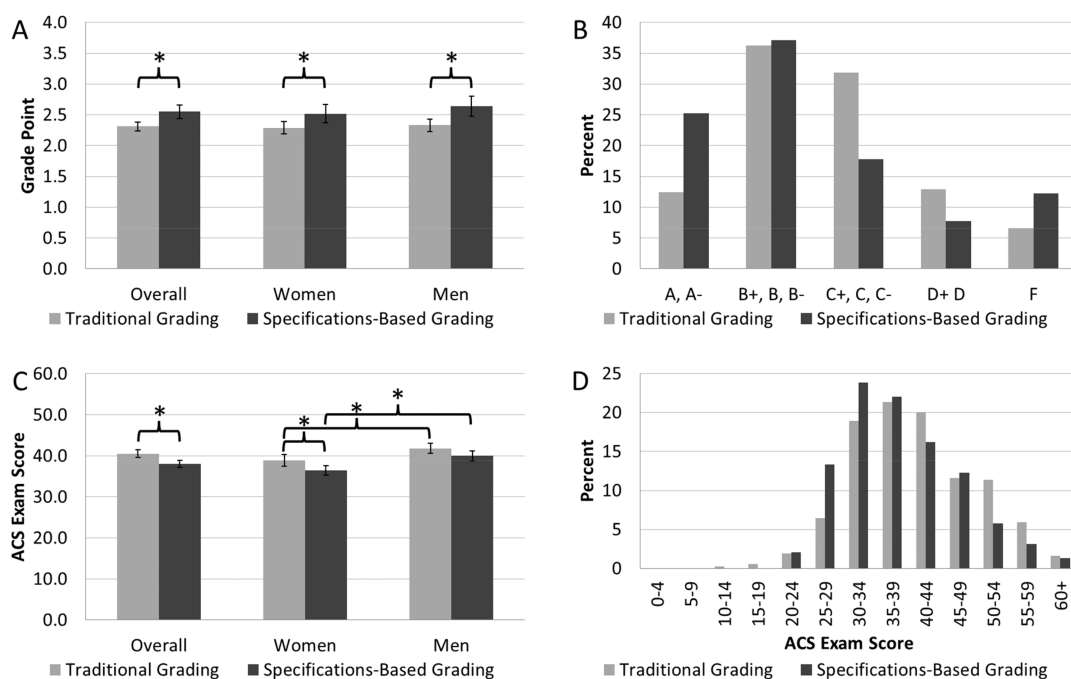 A
Grade Point
4.0
3.5
3.0
2.5
2.0
1.5
1.0
0.5
0.0
* * *
Overall Women Men
Traditional Grading Specifications-Based Grading
B
Percent
40
35
30
25
20
15
10
5
0
A, A- B+, B, B- C+, C, C- D+ D F
Traditional Grading Specifications-Based Grading
C
ACS Exam Score
60.0
50.0
40.0
30.0
20.0
10.0
0.0
* * * *
Overall Women Men
Traditional Grading Specifications-Based Grading
D
Percent
25
20
15
10
5
0
0-4 5-9 10-14 15-19 20-24 25-29 30-34 35-39 40-44 45-49 50-54 55-59 60+
ACS Exam Score
Traditional Grading Specifications-Based Grading